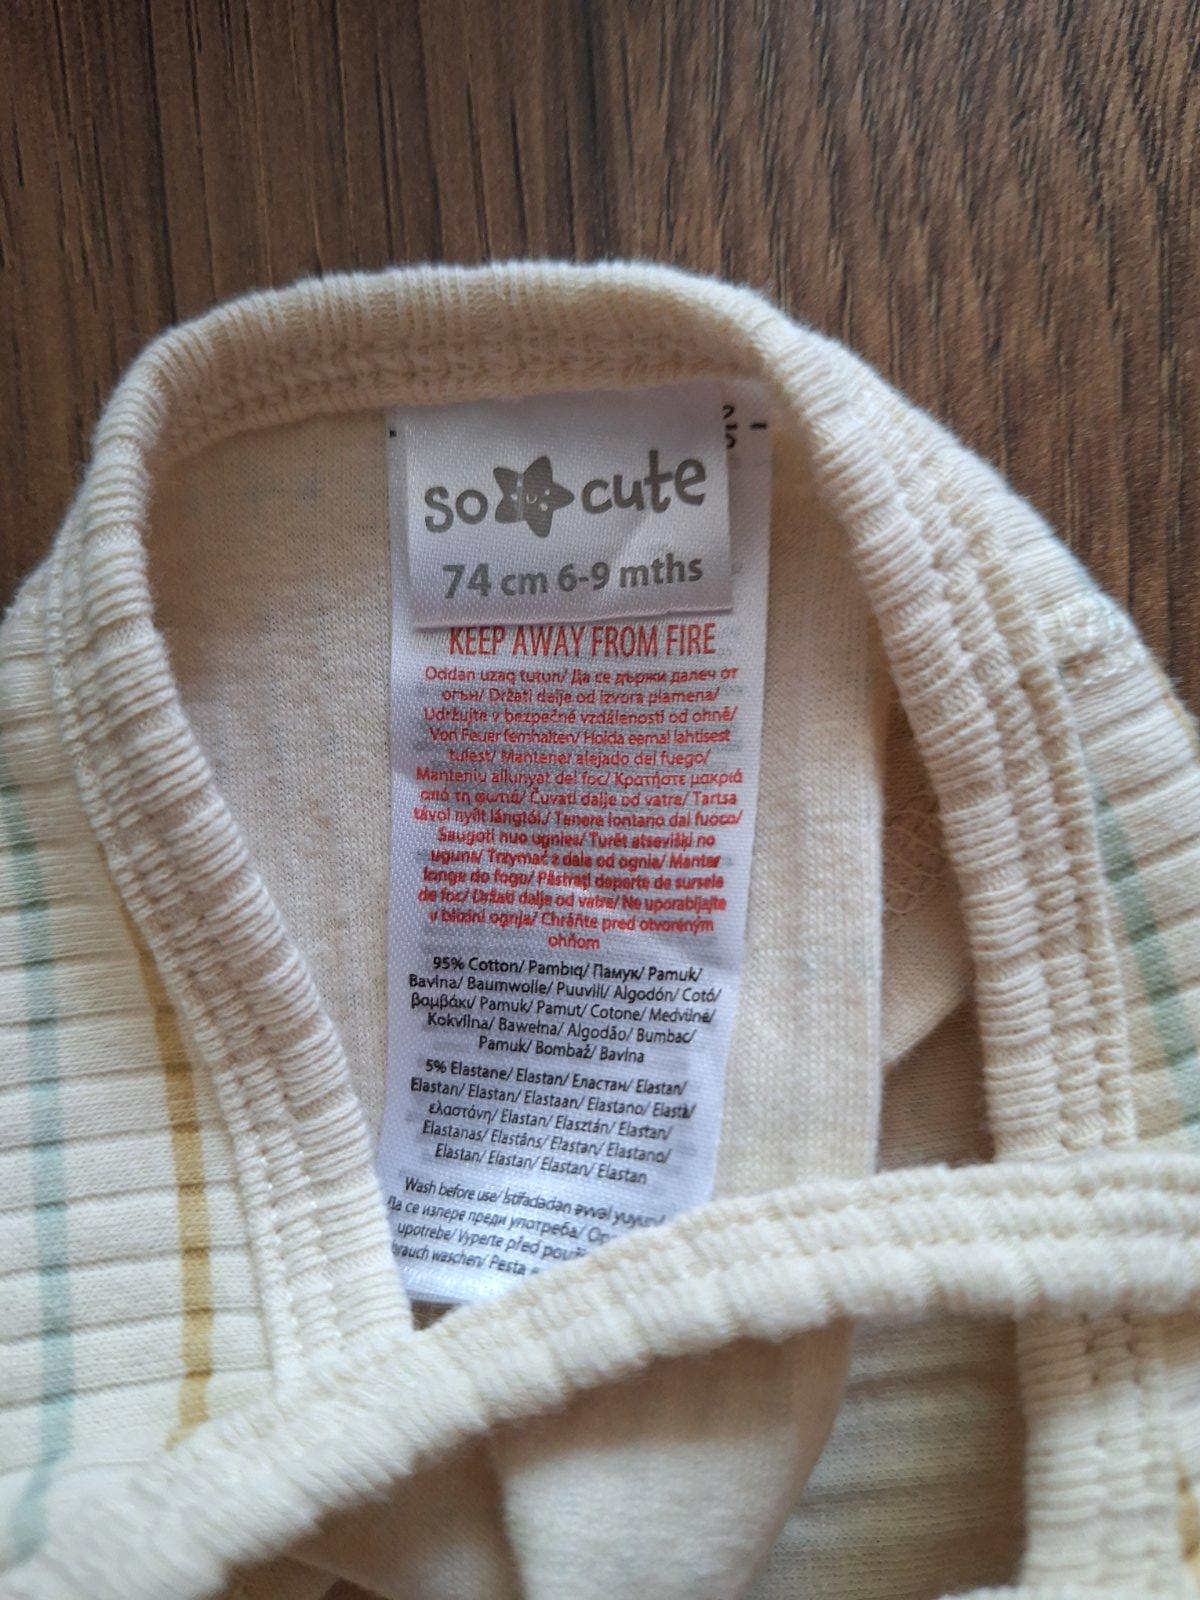 so cute
74 cm 6-9 mths
KEEP AWAY FROM FIRE
Oddan uzaq tutun/ Да се държи далеч от
огън/ Držati dalje od izvora plamena/
Udržujte v bezpečné vzdálenosti od ohně/
Von Feuer fernhalten/ Hoida eemal lahtisest
tulest/ Mantener alejado del fuego/
Manteniu allunyat del foc/ Κρατήστε μακριά
από τη φωτιά/ Čuvati dalje od vatre/ Tartsa
távol nyílt lángtól./ Tenere lontano dal fuoco/
Saugoti nuo ugnies/ Turēt atsevišķi no
uguns/ Trzymać z dala od ognia/ Manter
longe do fogo/ Păstrați departe de sursele
de foc/ Držati dalje od vatre/ Ne uporabljajte
v bližini ognja/ Chráňte pred otvoreným
ohňom
95% Cotton/ Pambıq/ Памук/ Pamuk/
Bavlna/ Baumwolle/ Puuvill/ Algodón/ Cotó/
βαμβάκι/ Pamuk/ Pamut/ Cotone/ Medvilnė/
Kokvilna/ Bawełna/ Algodão/ Bumbac/
Pamuk/ Bombaž/ Bavlna
5% Elastane/ Elastan/ Еластан/ Elastan/
Elastan/ Elastan/ Elastaan/ Elastano/ Elastà/
ελαστάνη/ Elastan/ Elasztán/ Elastan/
Elastanas/ Elastāns/ Elastan/ Elastano/
Elastan/ Elastan/ Elastan/ Elastan
Wash before use/ İstifadədən əvvəl yuyun/
Да се изпере преди употреба/
upotrebe/ Vyperte před
waschen/ Pesta